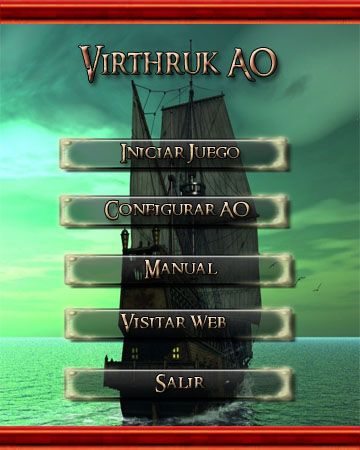 Virthruk AO
Iniciar Juego
Configurar AO
Manual
Visitar Web
Salir